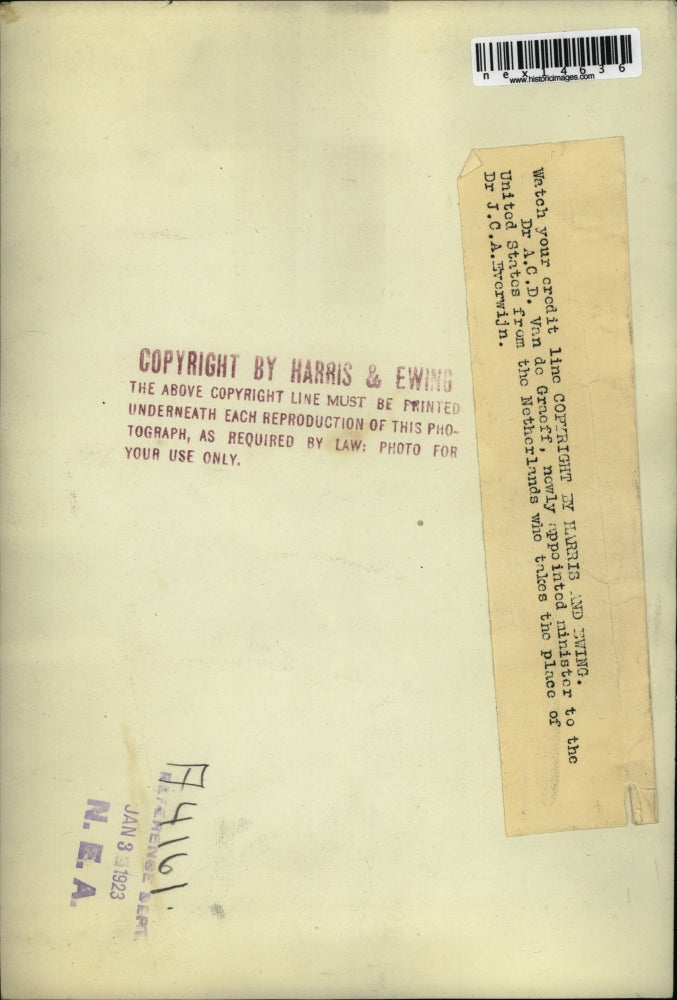 nex14636
www.historicimages.com
Watch your credit line COPYRIGHT BY HARRIS AND EWING.
Dr A.C.D. Van de Graeff, newly appointed minister to the
United States from the Netherlands who takes the place of
Dr J.C.A.Everwijn.
COPYRIGHT BY HARRIS & EWING
THE ABOVE COPYRIGHT LINE MUST BE PRINTED
UNDERNEATH EACH REPRODUCTION OF THIS PHO-
TOGRAPH, AS REQUIRED BY LAW: PHOTO FOR
YOUR USE ONLY.
A4161
REFERENCE DEPT.
JAN 3 1923
N. E. A.